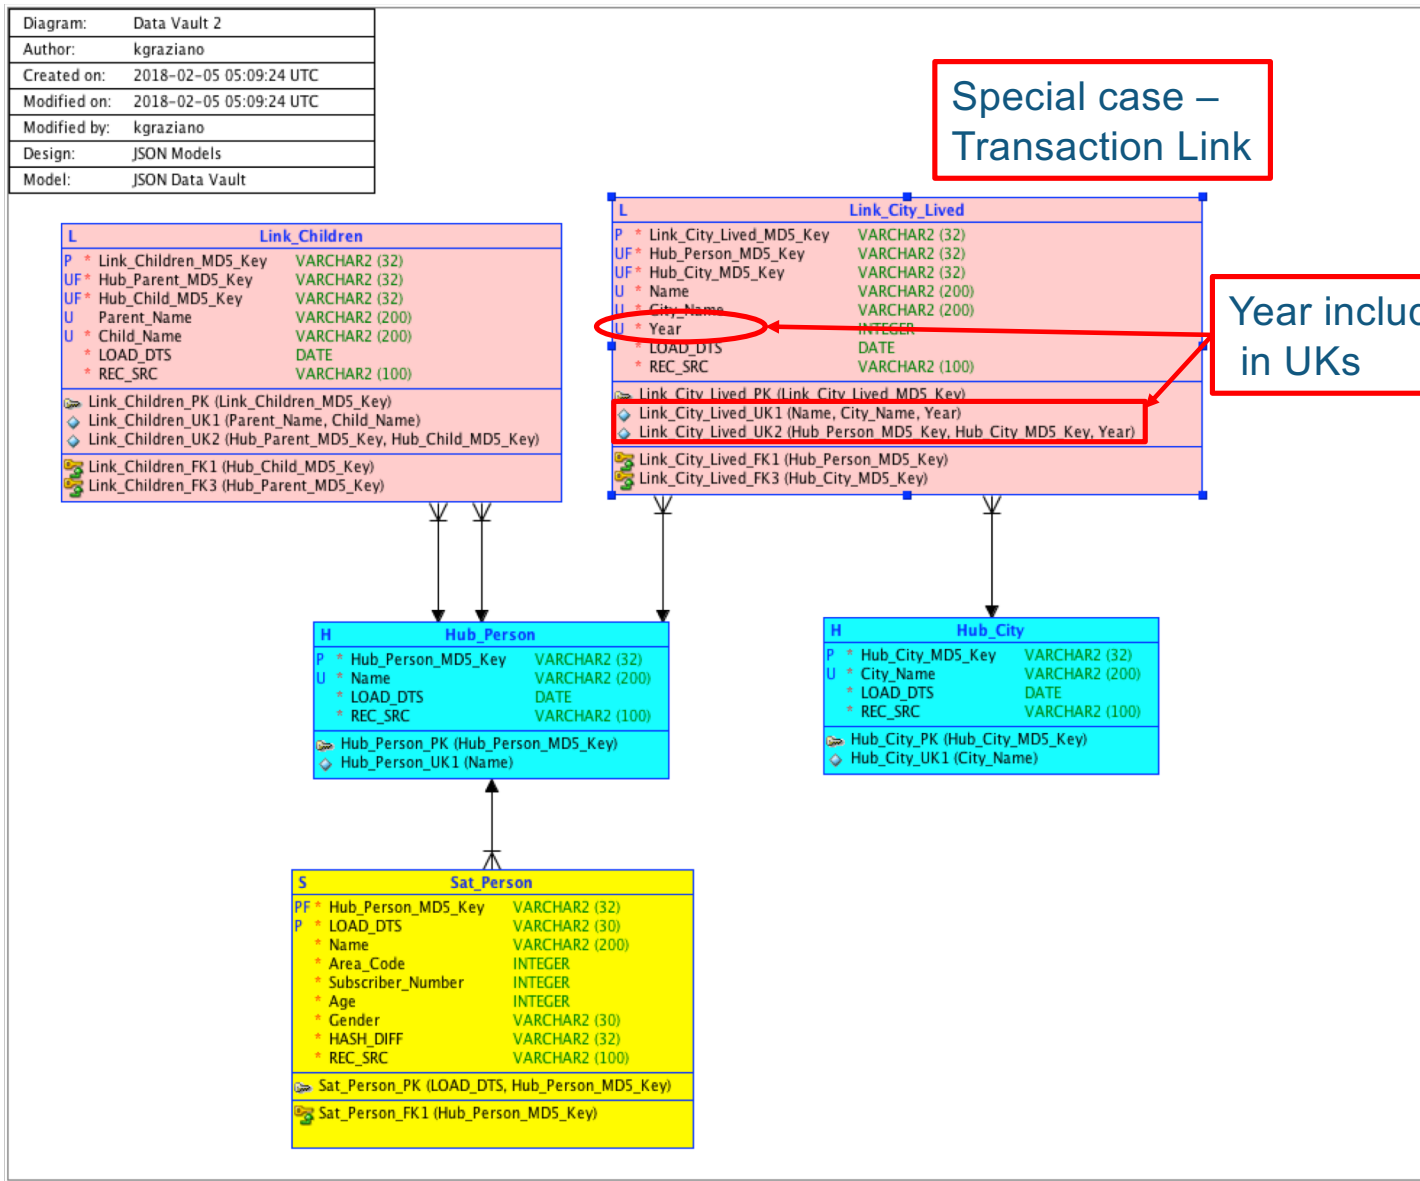 Diagram: Data Vault 2
Author: kgraziano
Created on: 2018-02-05 05:09:24 UTC
Modified on: 2018-02-05 05:09:24 UTC
Modified by: kgraziano
Design: JSON Models
Model: JSON Data Vault
Special case –
Transaction Link
L Link_Children
P * Link_Children_MD5_Key VARCHAR2 (32)
UF * Hub_Parent_MD5_Key VARCHAR2 (32)
UF * Hub_Child_MD5_Key VARCHAR2 (32)
U Parent_Name VARCHAR2 (200)
U * Child_Name VARCHAR2 (200)
* LOAD_DTS DATE
* REC_SRC VARCHAR2 (100)
Link_Children_PK (Link_Children_MD5_Key)
Link_Children_UK1 (Parent_Name, Child_Name)
Link_Children_UK2 (Hub_Parent_MD5_Key, Hub_Child_MD5_Key)
Link_Children_FK1 (Hub_Child_MD5_Key)
Link_Children_FK3 (Hub_Parent_MD5_Key)
L Link_City_Lived
P * Link_City_Lived_MD5_Key VARCHAR2 (32)
UF * Hub_Person_MD5_Key VARCHAR2 (32)
UF * Hub_City_MD5_Key VARCHAR2 (32)
U * Name VARCHAR2 (200)
U * City_Name VARCHAR2 (200)
U * Year INTEGER
* LOAD_DTS DATE
* REC_SRC VARCHAR2 (100)
Link_City_Lived_PK (Link_City_Lived_MD5_Key)
Link_City_Lived_UK1 (Name, City_Name, Year)
Link_City_Lived_UK2 (Hub_Person_MD5_Key, Hub_City_MD5_Key, Year)
Link_City_Lived_FK1 (Hub_Person_MD5_Key)
Link_City_Lived_FK3 (Hub_City_MD5_Key)
Year includ
in UKs
H Hub_Person
P * Hub_Person_MD5_Key VARCHAR2 (32)
U * Name VARCHAR2 (200)
* LOAD_DTS DATE
* REC_SRC VARCHAR2 (100)
Hub_Person_PK (Hub_Person_MD5_Key)
Hub_Person_UK1 (Name)
H Hub_City
P * Hub_City_MD5_Key VARCHAR2 (32)
U * City_Name VARCHAR2 (200)
* LOAD_DTS DATE
* REC_SRC VARCHAR2 (100)
Hub_City_PK (Hub_City_MD5_Key)
Hub_City_UK1 (City_Name)
S Sat_Person
PF * Hub_Person_MD5_Key VARCHAR2 (32)
P * LOAD_DTS VARCHAR2 (30)
* Name VARCHAR2 (200)
* Area_Code INTEGER
* Subscriber_Number INTEGER
* Age INTEGER
* Gender VARCHAR2 (30)
* HASH_DIFF VARCHAR2 (32)
* REC_SRC VARCHAR2 (100)
Sat_Person_PK (LOAD_DTS, Hub_Person_MD5_Key)
Sat_Person_FK1 (Hub_Person_MD5_Key)